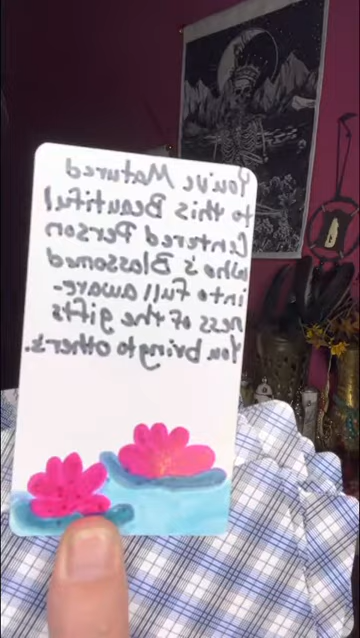 You've Matured
to this Beautiful
Centered Person
who's Blossomed
into full aware-
ness of the gifts
you bring to others.